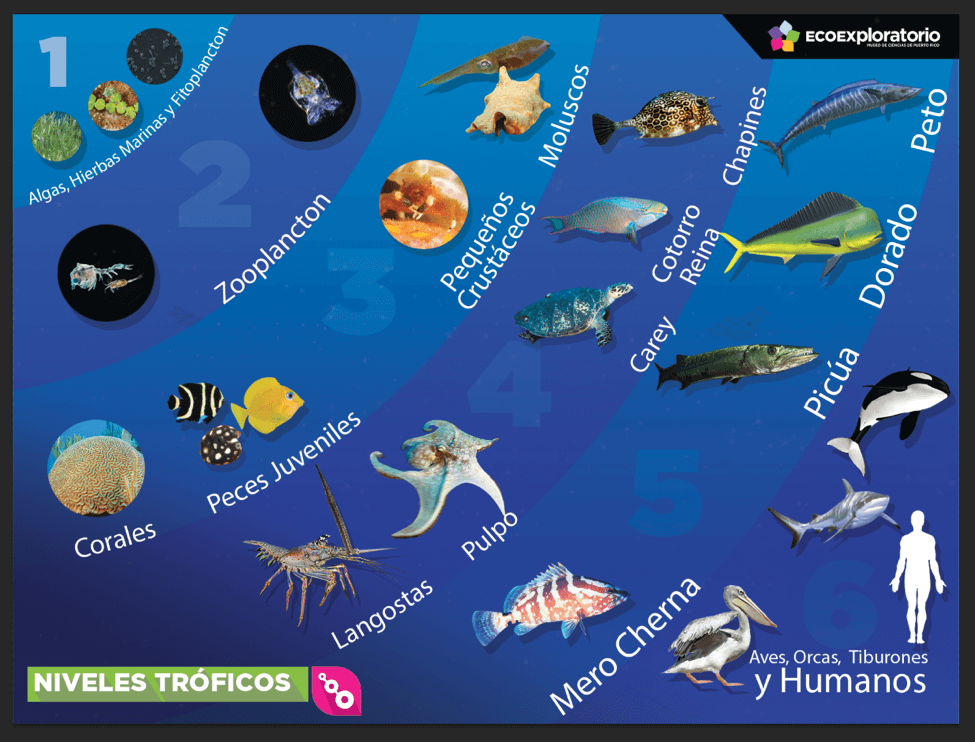 1
ECOEXPLORATORIO
MUSEO DE CIENCIAS DE PUERTO RICO
Algas, Hierbas Marinas y Fitoplancton
2
Zooplancton
3
Moluscos
Pequeños
Crustáceos
Peces Juveniles
Corales
4
Chapines
Cotorro
Reina
Carey
Pulpo
Langostas
5
Peto
Dorado
Picúa
Mero Cherna
6
Aves, Orcas, Tiburones
y Humanos
NIVELES TRÓFICOS